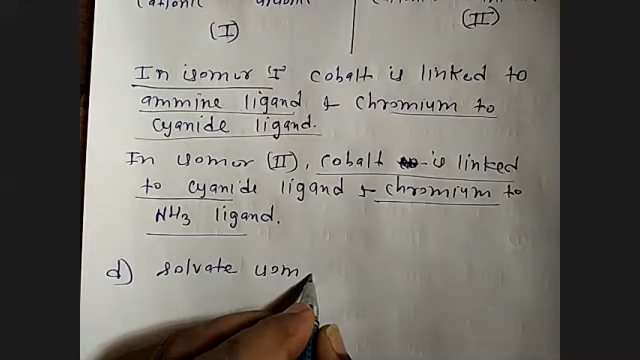 (I)
(II)
In isomer 'I' cobalt is linked to
ammine ligand & chromium to
cyanide ligand.
In isomer (II), cobalt is linked
to cyanide ligand & chromium to
NH3 ligand.
d) solvate isom